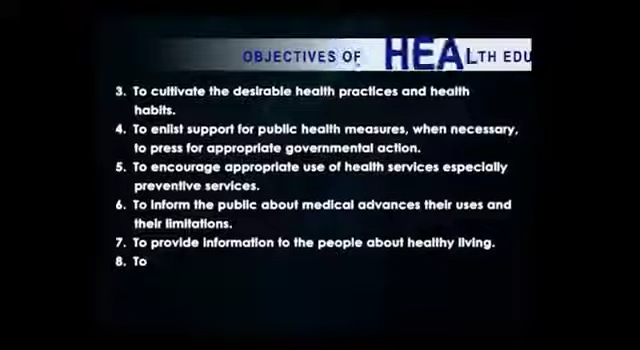 OBJECTIVES OF HEALTH EDU
3. To cultivate the desirable health practices and health
habits.
4. To enlist support for public health measures, when necessary,
to press for appropriate governmental action.
5. To encourage appropriate use of health services especially
preventive services.
6. To inform the public about medical advances their uses and
their limitations.
7. To provide information to the people about healthy living.
8. To